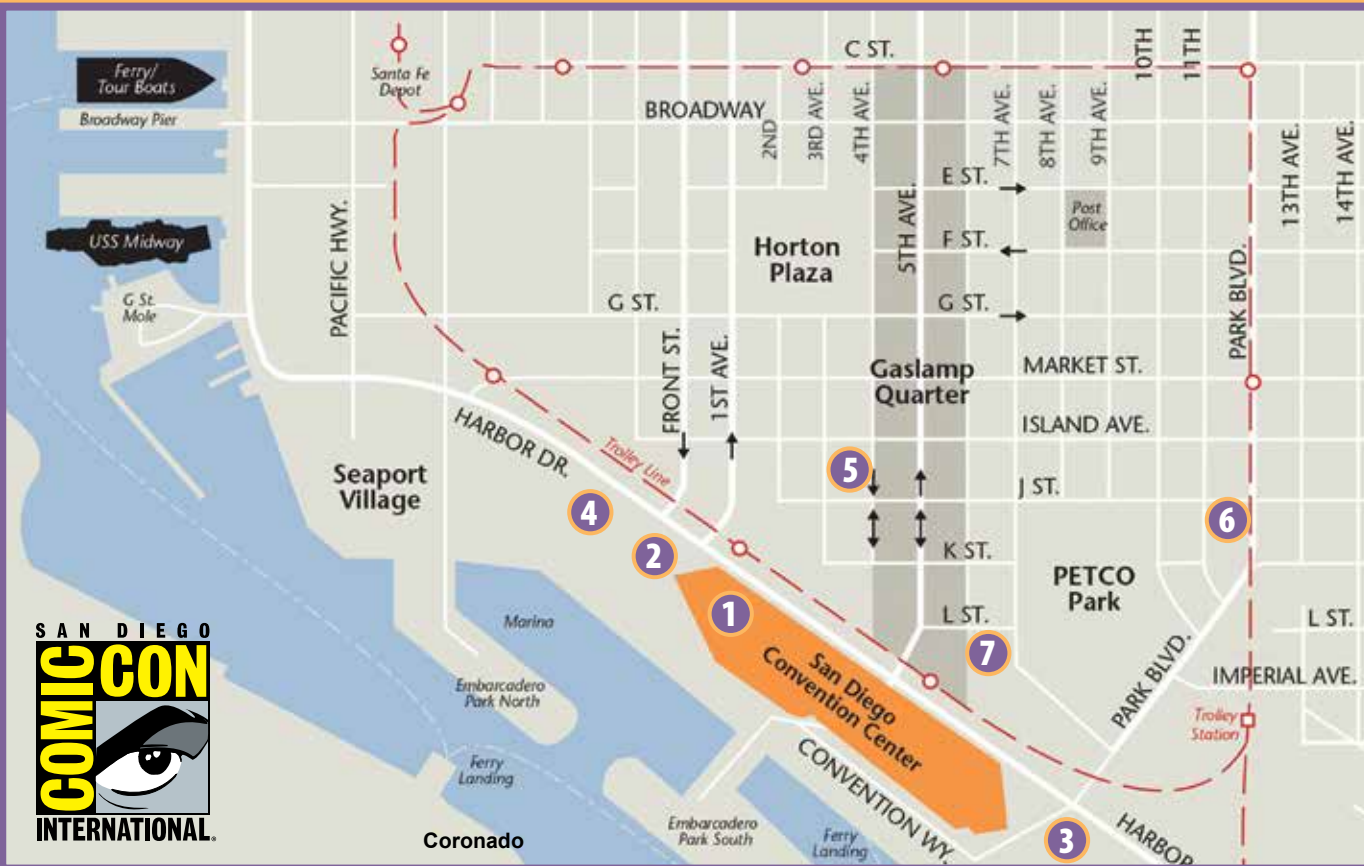 C ST.
10TH
11TH
Ferry/
Tour Boats
Santa Fe
Depot
Broadway Pier
BROADWAY
2ND
3RD AVE.
4TH AVE.
5TH AVE.
7TH AVE.
8TH AVE.
9TH AVE.
13TH AVE.
14TH AVE.
E ST.
Post
Office
USS Midway
F ST.
Horton
Plaza
PACIFIC HWY.
G St.
Mole
G ST.
G ST.
PARK BLVD.
FRONT ST.
1ST AVE.
Gaslamp
Quarter
MARKET ST.
HARBOR DR.
ISLAND AVE.
Trolley Line
Seaport
Village
5
J ST.
4
6
2
K ST.
PETCO
Park
1
L ST.
L ST.
Marina
7
San Diego
Convention Center
PARK BLVD.
IMPERIAL AVE.
Embarcadero
Park North
Trolley
Station
CONVENTION WY.
Ferry
Landing
Embarcadero
Park South
Ferry
Landing
3
HARBOR
Coronado
SAN DIEGO
COMIC
CON
INTERNATIONAL.